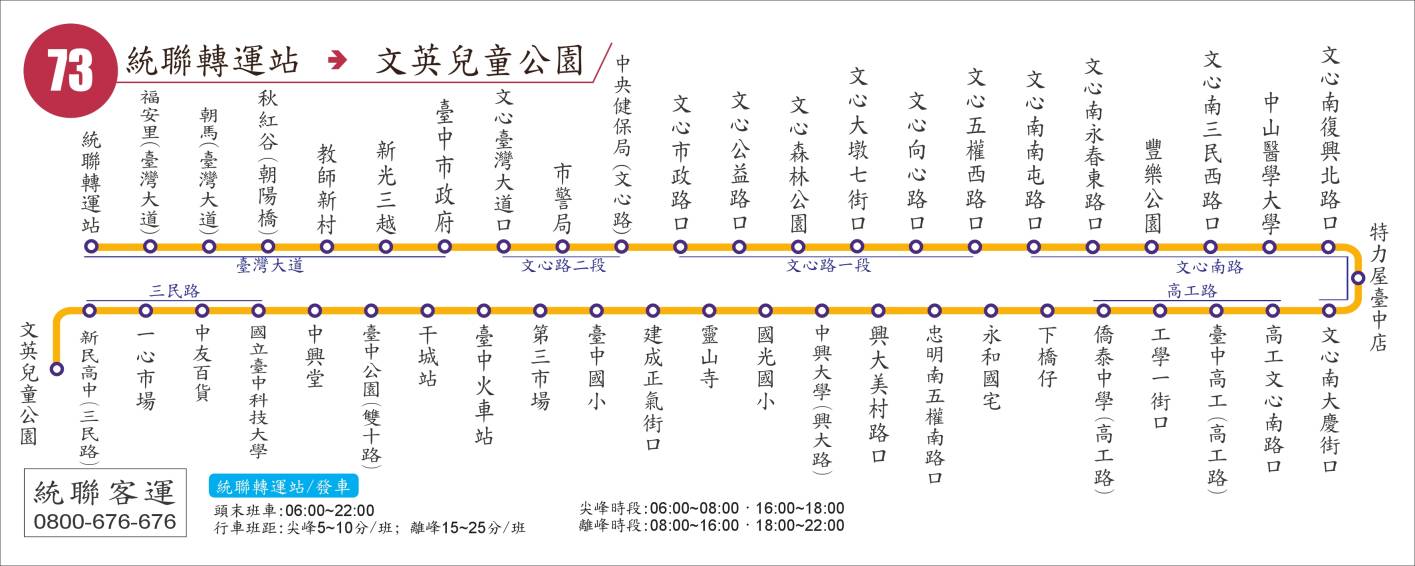 73
統聯轉運站 ➔ 文英兒童公園
統聯轉運站
福安里(臺灣大道)
朝馬(臺灣大道)
秋紅谷(朝陽橋)
教師新村
新光三越
臺中市政府
文心臺灣大道口
市警局
中央健保局(文心路)
文心市政路口
文心公益路口
文心森林公園
文心大墩七街口
文心向心路口
文心五權西路口
文心南南屯路口
文心南永春東路口
豐樂公園
文心南三民西路口
中山醫學大學
文心南復興北路口
特力屋臺中店
臺灣大道
文心路二段
文心路一段
文心南路
三民路
高工路
文英兒童公園
新民高中(三民路)
一心市場
中友百貨
國立臺中科技大學
中興堂
臺中公園(雙十路)
干城站
臺中火車站
第三市場
臺中國小
建成正氣街口
靈山寺
國光國小
中興大學(興大路)
興大美村路口
忠明南五權南路口
永和國宅
下橋仔
僑泰中學(高工路)
工學一街口
臺中高工(高工路)
高工文心南路口
文心南大慶街口
統聯客運
0800-676-676
統聯轉運站/發車
頭末班車:06:00~22:00
行車班距:尖峰5~10分/班; 離峰15~25分/班
尖峰時段:06:00~08:00‧16:00~18:00
離峰時段:08:00~16:00‧18:00~22:00